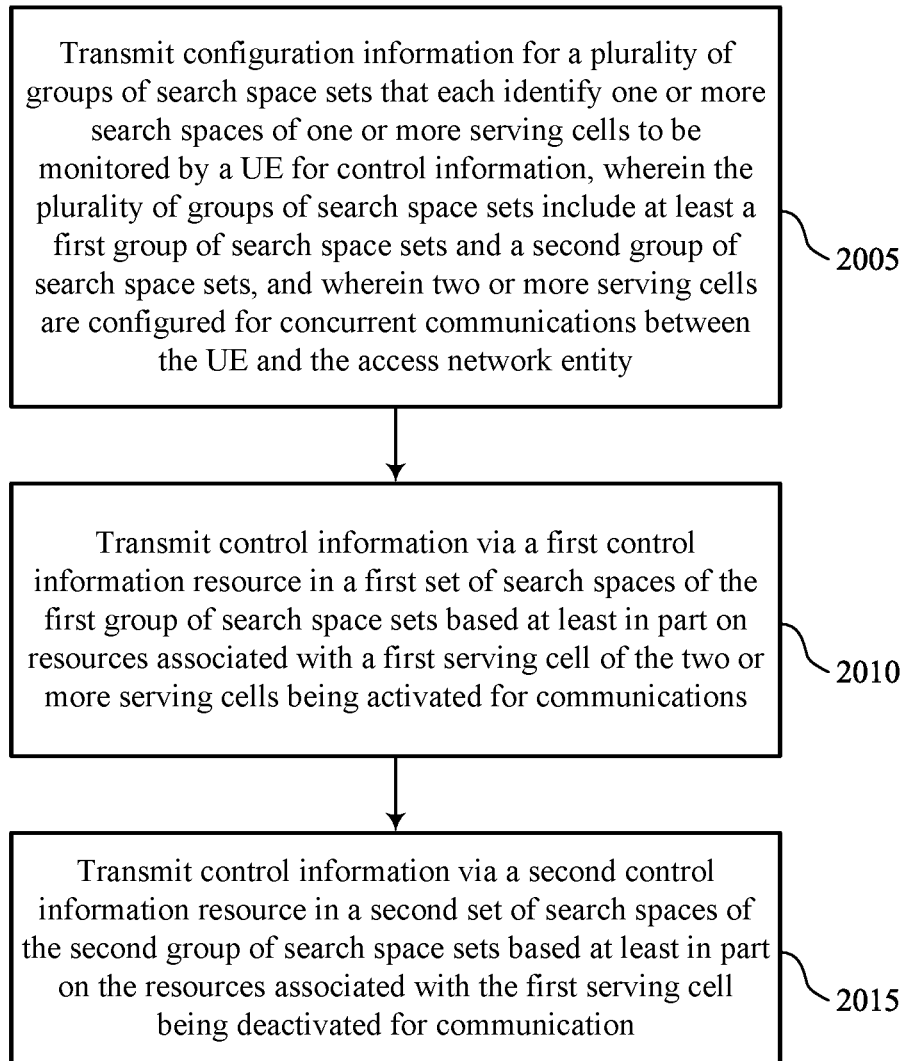 Transmit configuration information for a plurality of
groups of search space sets that each identify one or more
search spaces of one or more serving cells to be
monitored by a UE for control information, wherein the
plurality of groups of search space sets include at least a
first group of search space sets and a second group of
search space sets, and wherein two or more serving cells
are configured for concurrent communications between
the UE and the access network entity
2005
Transmit control information via a first control
information resource in a first set of search spaces of the
first group of search space sets based at least in part on
resources associated with a first serving cell of the two or
more serving cells being activated for communications
2010
Transmit control information via a second control
information resource in a second set of search spaces of
the second group of search space sets based at least in part
on the resources associated with the first serving cell
being deactivated for communication
2015